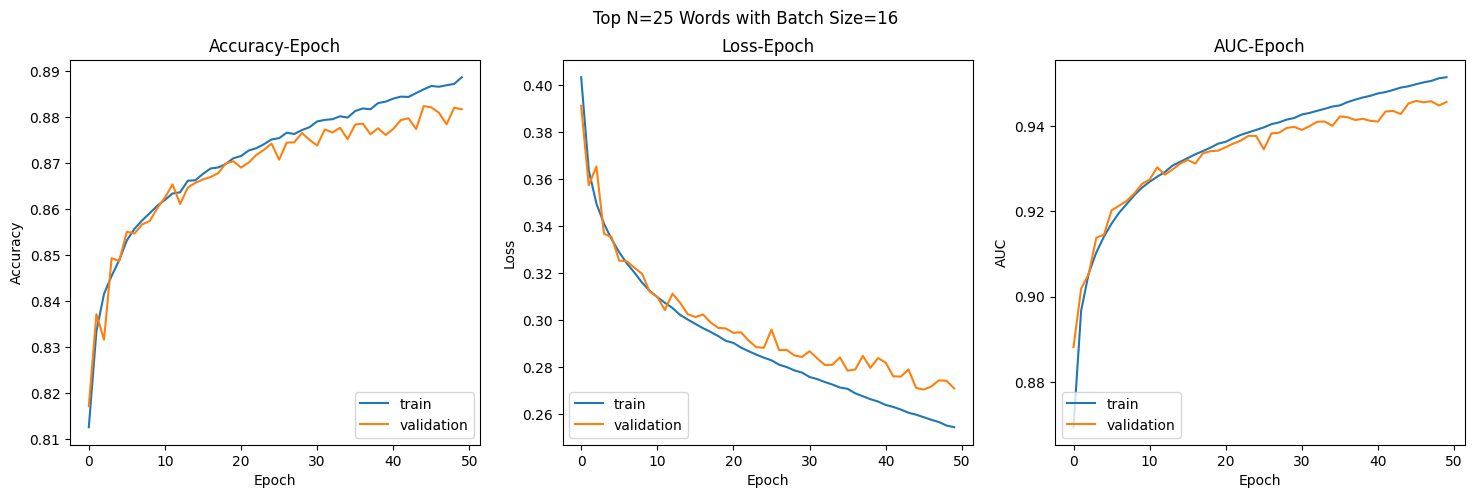 Top N=25 Words with Batch Size=16
Accuracy-Epoch
0.89
0.88
0.87
0.86
0.85
0.84
0.83
0.82
0.81
Accuracy
0 10 20 30 40 50
Epoch
train
validation
Loss-Epoch
0.40
0.38
0.36
0.34
0.32
0.30
0.28
0.26
Loss
0 10 20 30 40 50
Epoch
train
validation
AUC-Epoch
0.94
0.92
0.90
0.88
AUC
0 10 20 30 40 50
Epoch
train
validation